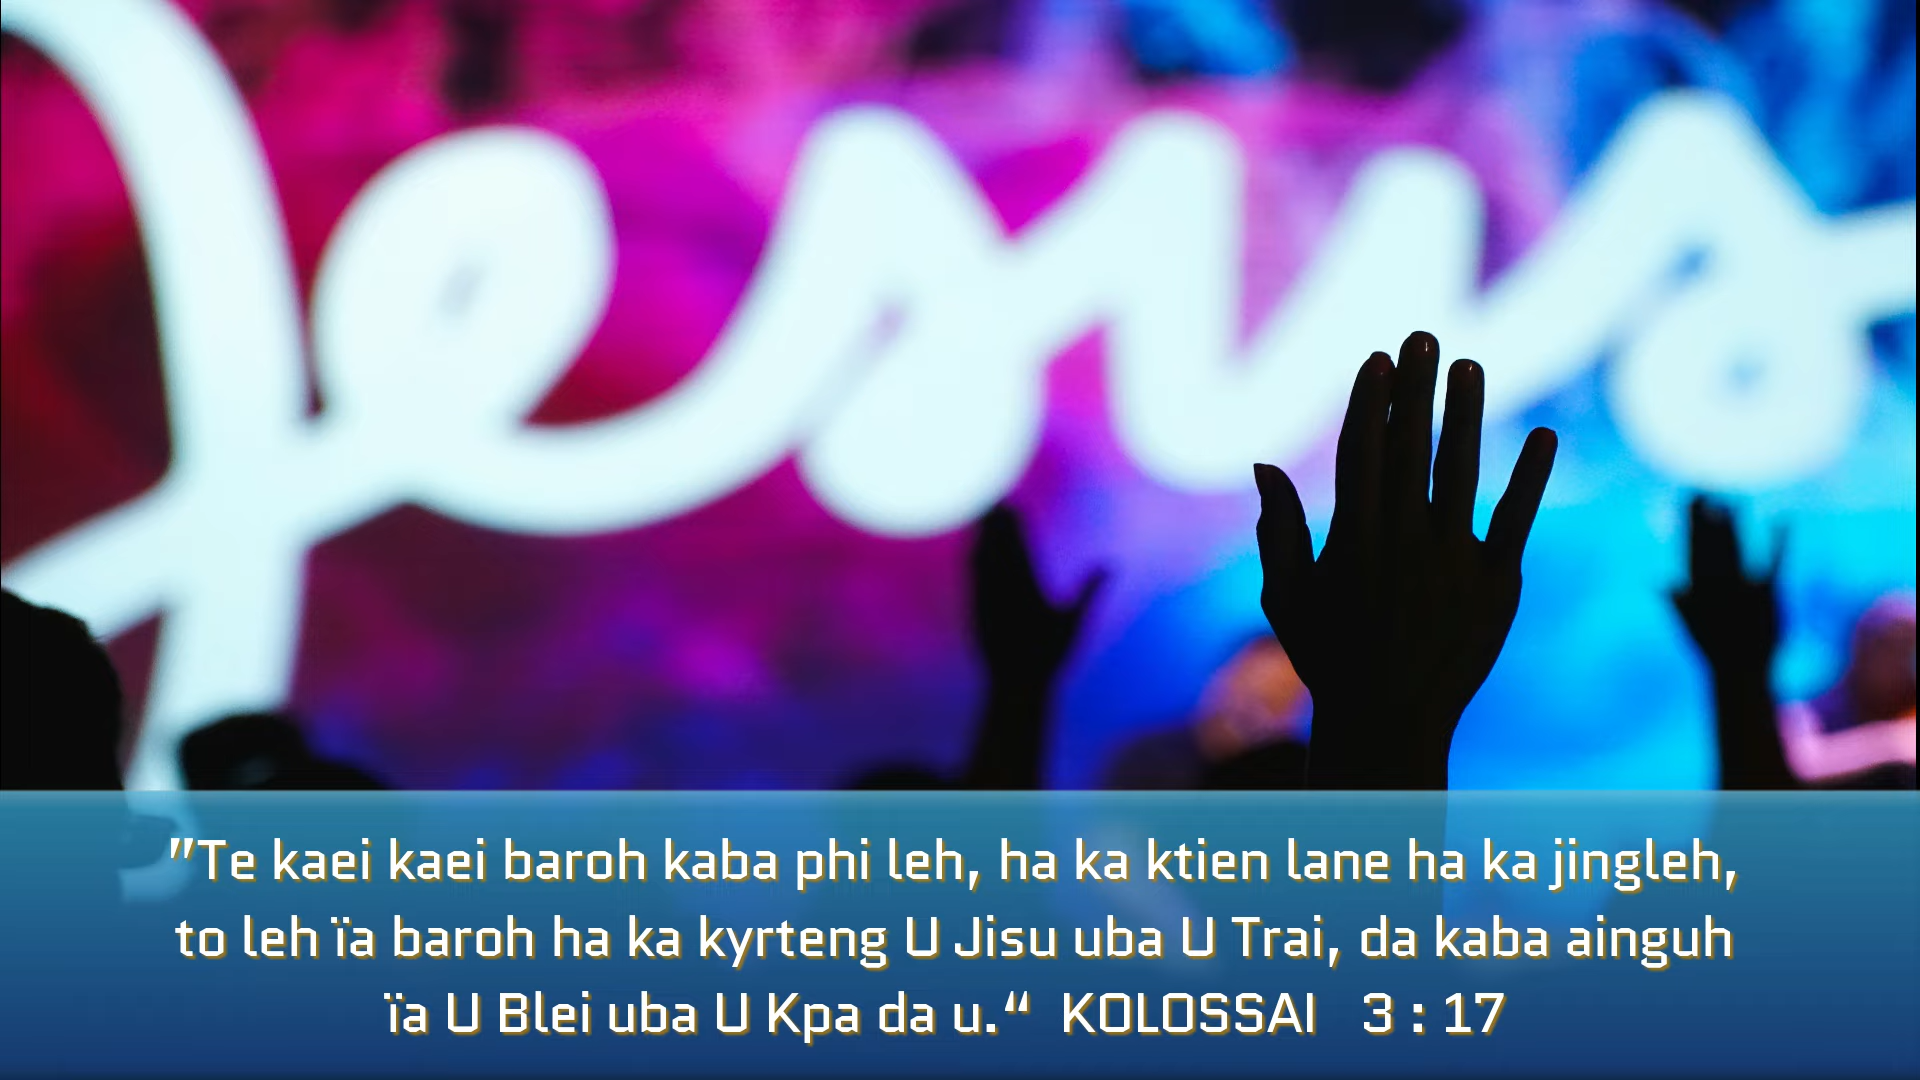 Jesus
"Te kaei kaei baroh kaba phi leh, ha ka ktien lane ha ka jingleh,
to leh ïa baroh ha ka kyrteng U Jisu uba U Trai, da kaba ainguh
ïa U Blei uba U Kpa da u.“ KOLOSSAI 3 : 17